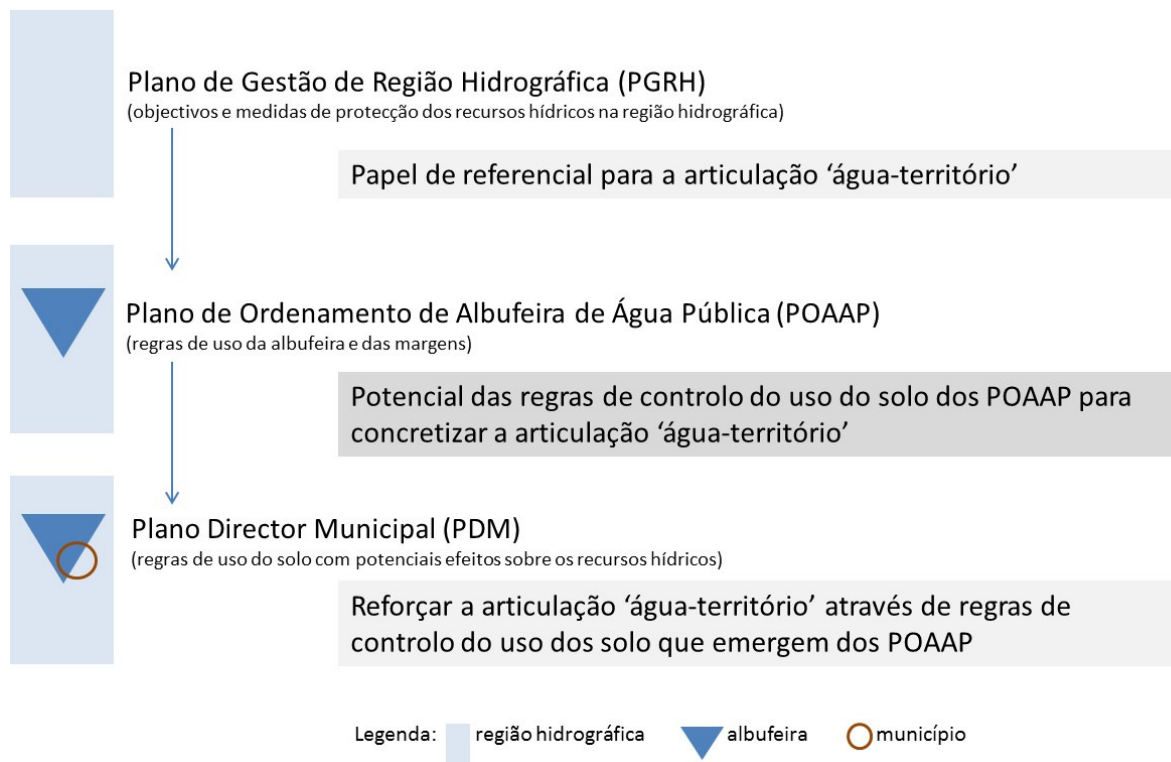 Plano de Gestão de Região Hidrográfica (PGRH)
(objectivos e medidas de protecção dos recursos hídricos na região hidrográfica)
Papel de referencial para a articulação ‘água-território’
Plano de Ordenamento de Albufeira de Água Pública (POAAP)
(regras de uso da albufeira e das margens)
Potencial das regras de controlo do uso do solo dos POAAP para
concretizar a articulação ‘água-território’
Plano Director Municipal (PDM)
(regras de uso do solo com potenciais efeitos sobre os recursos hídricos)
Reforçar a articulação ‘água-território’ através de regras de
controlo do uso dos solo que emergem dos POAAP
Legenda: região hidrográfica albufeira município